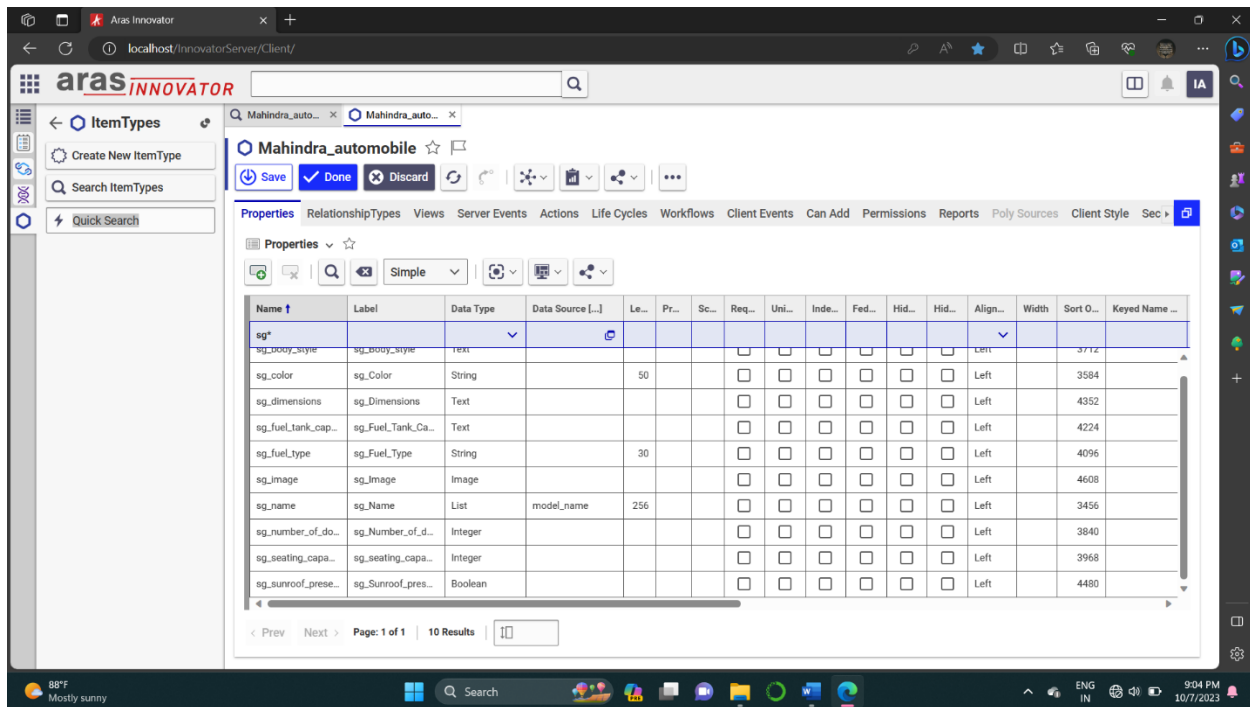 Aras Innovator
localhost/InnovatorServer/Client/
aras INNOVATOR
IA
ItemTypes
Create New ItemType
Search ItemTypes
Quick Search
Mahindra_auto...
Mahindra_auto...
Mahindra_automobile
Save Done Discard
Properties RelationshipTypes Views Server Events Actions Life Cycles Workflows Client Events Can Add Permissions Reports Poly Sources Client Style Sec
Properties
Simple
Name Label Data Type Data Source [...] Le... Pr... Sc... Req... Uni... Inde... Fed... Hid... Hid... Align... Width Sort O... Keyed Name ...
sg*
sg_body_style sg_Body_style Text Left 3712
sg_color sg_Color String 50 Left 3584
sg_dimensions sg_Dimensions Text Left 4352
sg_fuel_tank_cap... sg_Fuel_Tank_Ca... Text Left 4224
sg_fuel_type sg_Fuel_Type String 30 Left 4096
sg_image sg_Image Image Left 4608
sg_name sg_Name List model_name 256 Left 3456
sg_number_of_do... sg_Number_of_d... Integer Left 3840
sg_seating_capa... sg_seating_capa... Integer Left 3968
sg_sunroof_prese... sg_Sunroof_pres... Boolean Left 4480
< Prev Next > Page: 1 of 1 10 Results
88°F
Mostly sunny
Search
ENG
IN
9:04 PM
10/7/2023